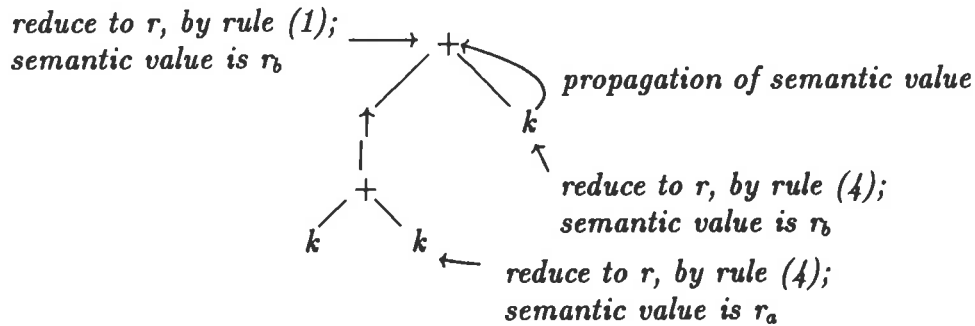 reduce to r, by rule (1);
semantic value is r_b
+
propagation of semantic value
k
↑
+
reduce to r, by rule (4);
semantic value is r_b
k k
reduce to r, by rule (4);
semantic value is r_a